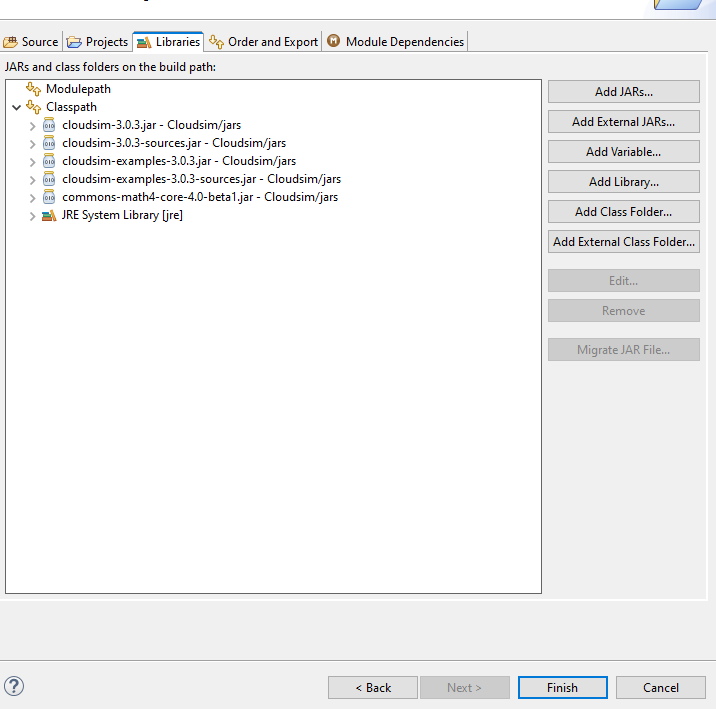 Source Projects Libraries Order and Export Module Dependencies
JARs and class folders on the build path:
Modulepath
Classpath
cloudsim-3.0.3.jar - Cloudsim/jars
cloudsim-3.0.3-sources.jar - Cloudsim/jars
cloudsim-examples-3.0.3.jar - Cloudsim/jars
cloudsim-examples-3.0.3-sources.jar - Cloudsim/jars
commons-math4-core-4.0-beta1.jar - Cloudsim/jars
JRE System Library [jre]
Add JARs...
Add External JARs...
Add Variable...
Add Library...
Add Class Folder...
Add External Class Folder...
Edit...
Remove
Migrate JAR File...
? < Back Next > Finish Cancel